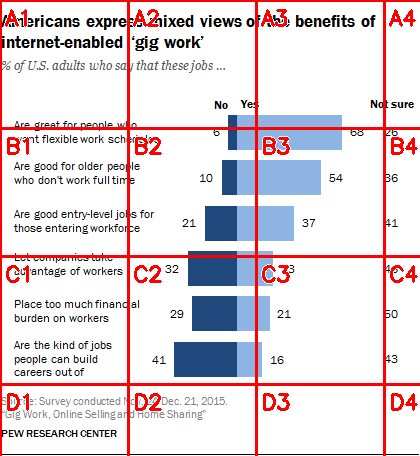 Americans express mixed views of the benefits of
internet-enabled 'gig work'
% of U.S. adults who say that these jobs ...
No Yes Not sure
Are great for people who
want flexible work schedules
6 68 26
Are good for older people
who don't work full time
10 54 36
Are good entry-level jobs for
those entering workforce
21 37 41
Let companies take
advantage of workers
32
Place too much financial
burden on workers
29 21 50
Are the kind of jobs
people can build
careers out of
41 16 43
Source: Survey conducted Nov. Dec. 21, 2015.
"Gig Work, Online Selling and Home Sharing"
PEW RESEARCH CENTER
A1 A2 A3 A4
B1 B2 B3 B4
C1 C2 C3 C4
D1 D2 D3 D4